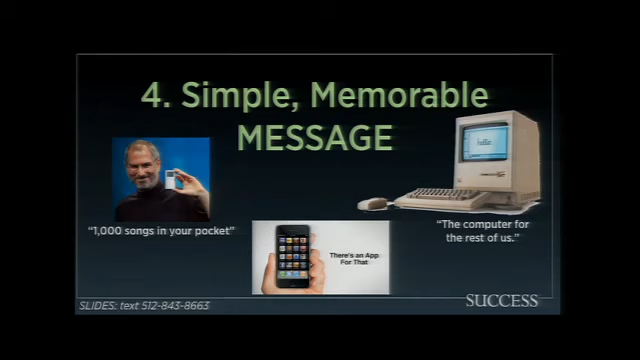 4. Simple, Memorable
MESSAGE
hello
"1,000 songs in your pocket"
"The computer for
the rest of us."
There's an App
For That
SLIDES: text 512-843-8663
SUCCESS